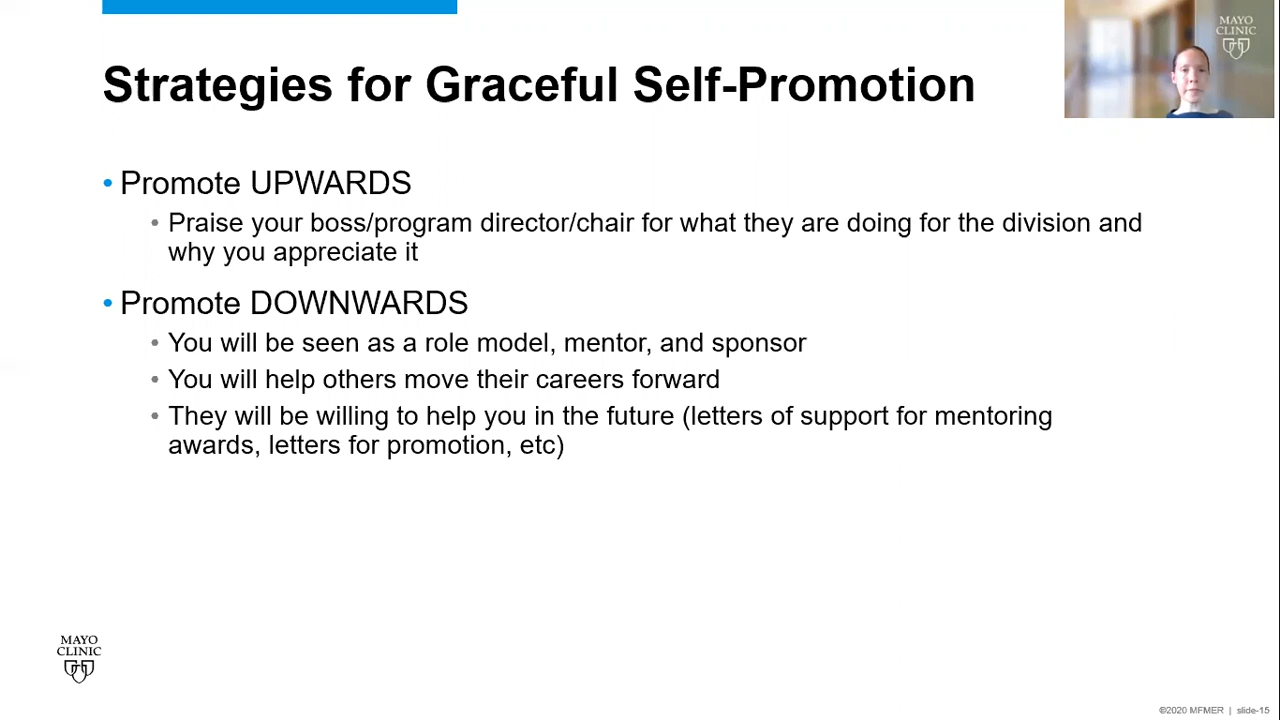 Strategies for Graceful Self-Promotion
MAYO
CLINIC
• Promote UPWARDS
• Praise your boss/program director/chair for what they are doing for the division and
why you appreciate it
• Promote DOWNWARDS
• You will be seen as a role model, mentor, and sponsor
• You will help others move their careers forward
• They will be willing to help you in the future (letters of support for mentoring
awards, letters for promotion, etc)
MAYO
CLINIC
©2020 MFMER | slide-15